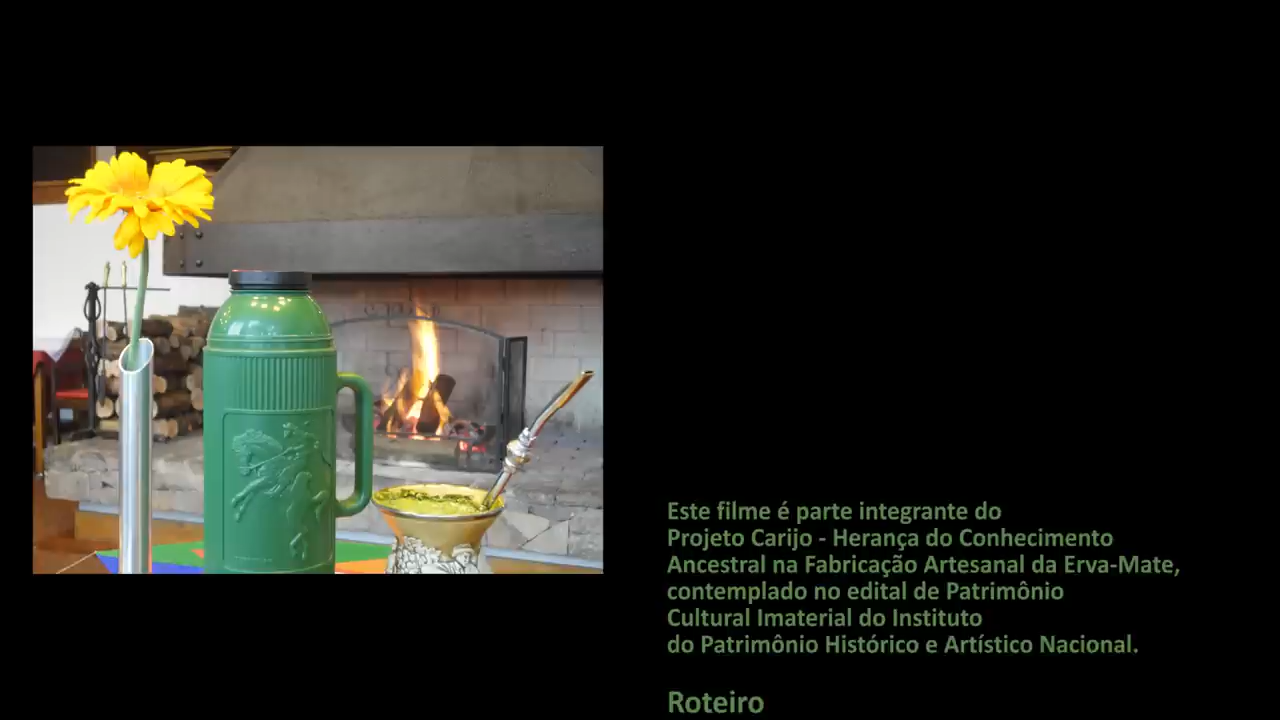 Este filme é parte integrante do
Projeto Carijo - Herança do Conhecimento
Ancestral na Fabricação Artesanal da Erva-Mate,
contemplado no edital de Patrimônio
Cultural Imaterial do Instituto
do Patrimônio Histórico e Artístico Nacional.
Roteiro